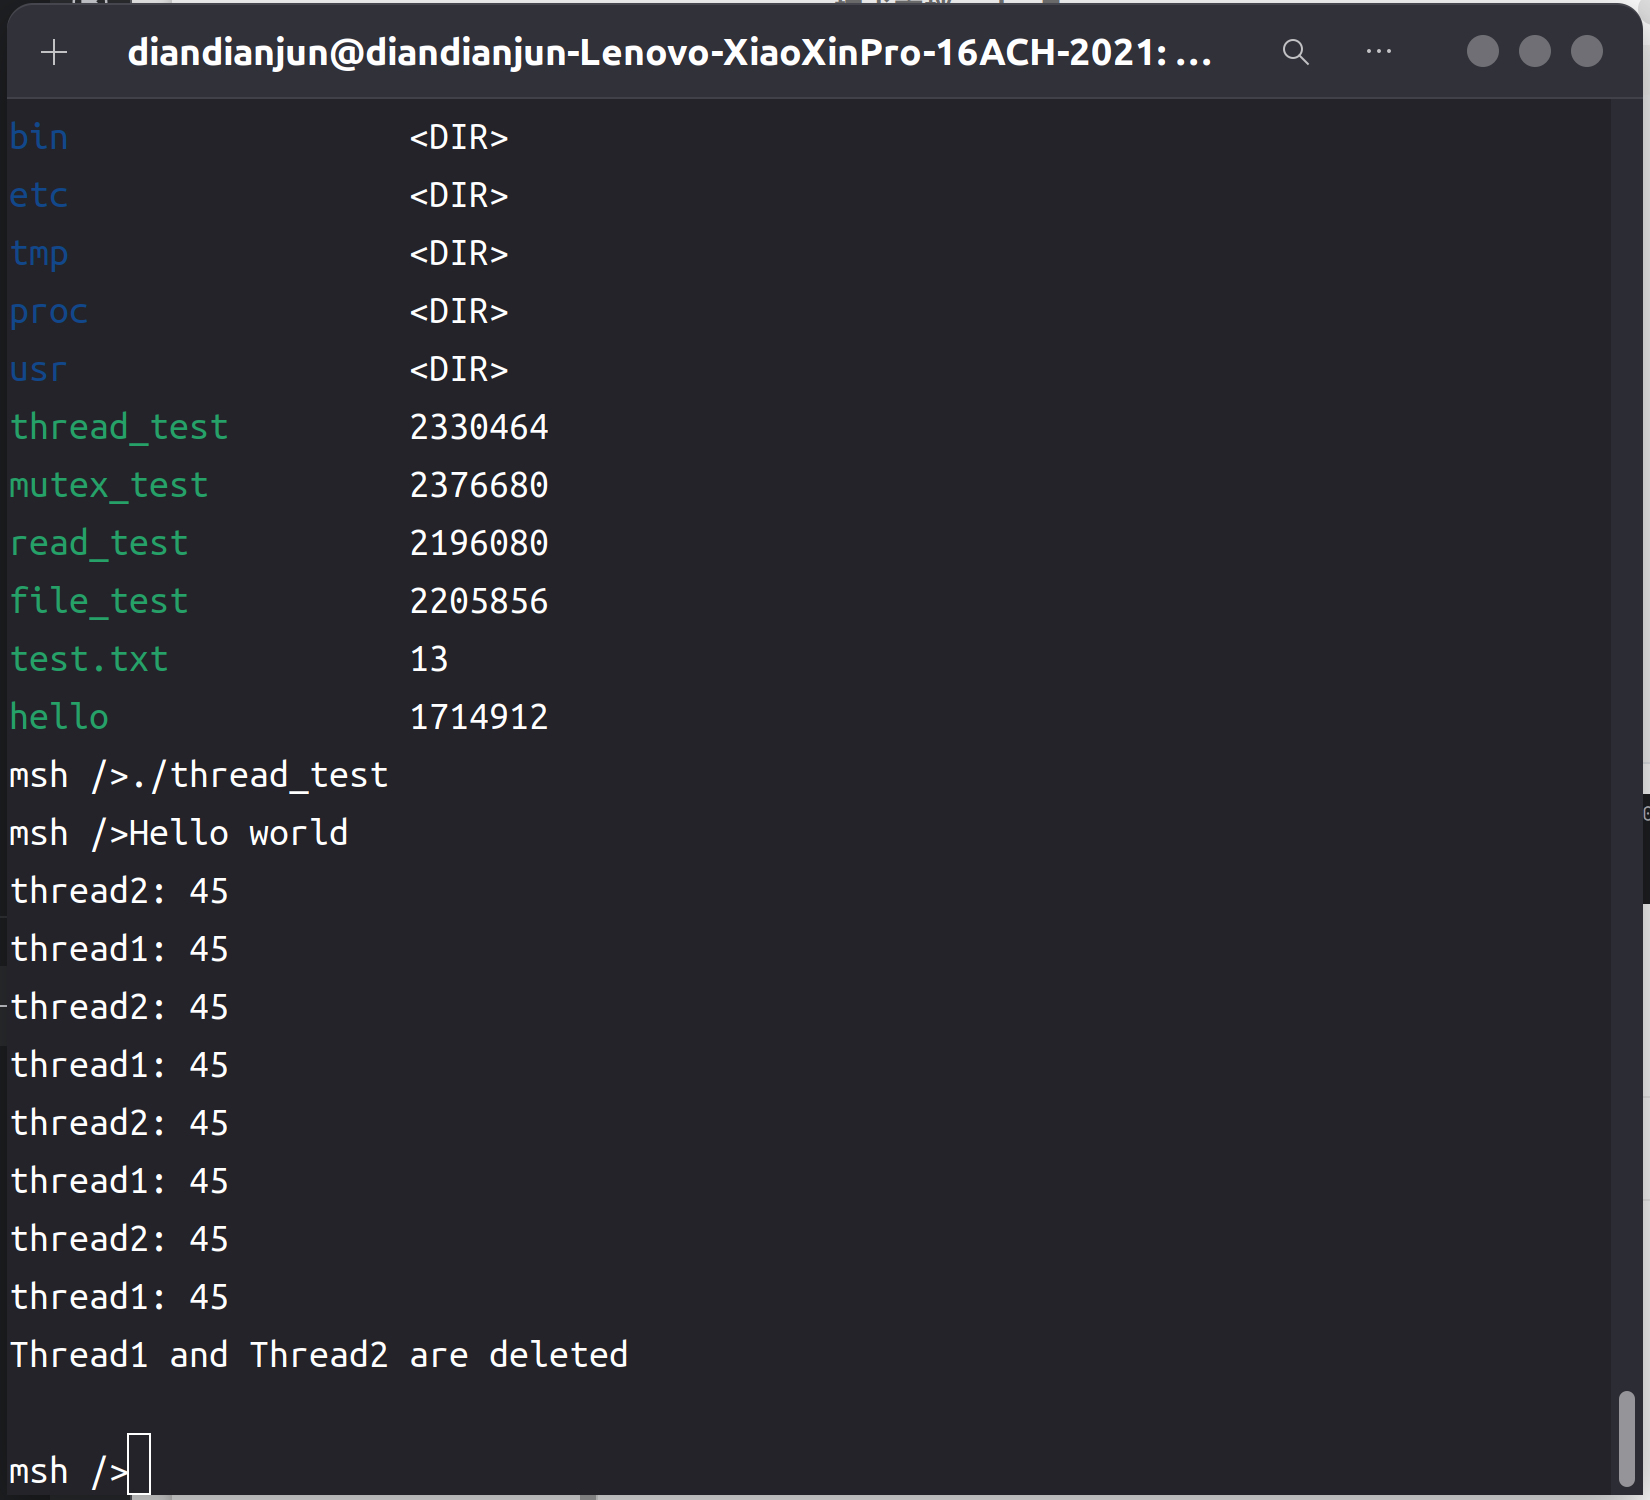 diandianjun@diandianjun-Lenovo-XiaoXinPro-16ACH-2021: ...
bin <DIR>
etc <DIR>
tmp <DIR>
proc <DIR>
usr <DIR>
thread_test 2330464
mutex_test 2376680
read_test 2196080
file_test 2205856
test.txt 13
hello 1714912
msh />./thread_test
msh />Hello world
thread2: 45
thread1: 45
thread2: 45
thread1: 45
thread2: 45
thread1: 45
thread2: 45
thread1: 45
Thread1 and Thread2 are deleted
msh />